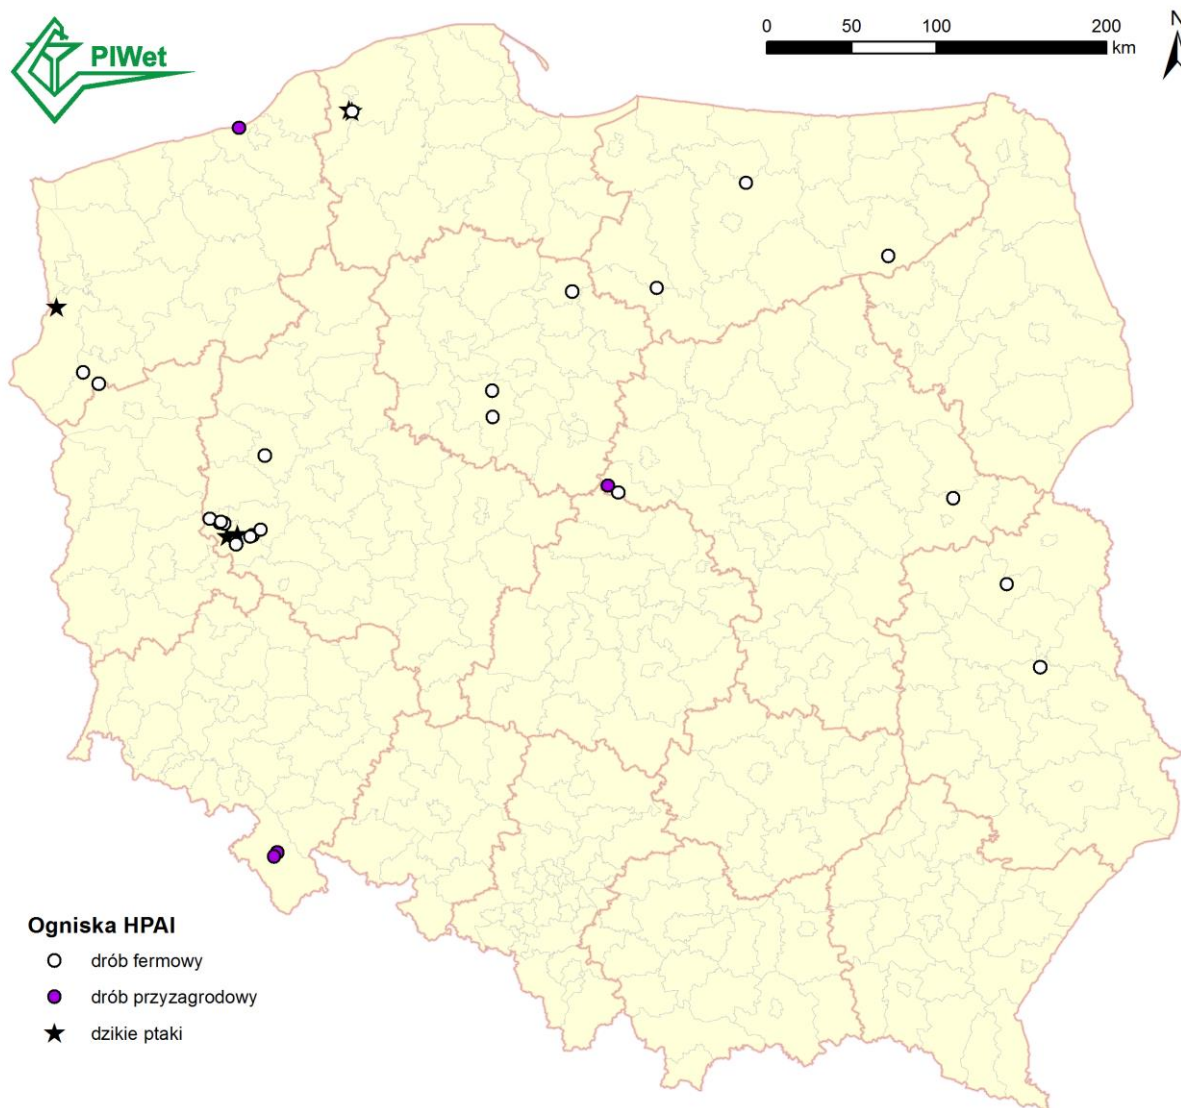 PIWet
0 50 100 200
km
N
Ogniska HPAI
drób fermowy
drób przyzagrodowy
dzikie ptaki